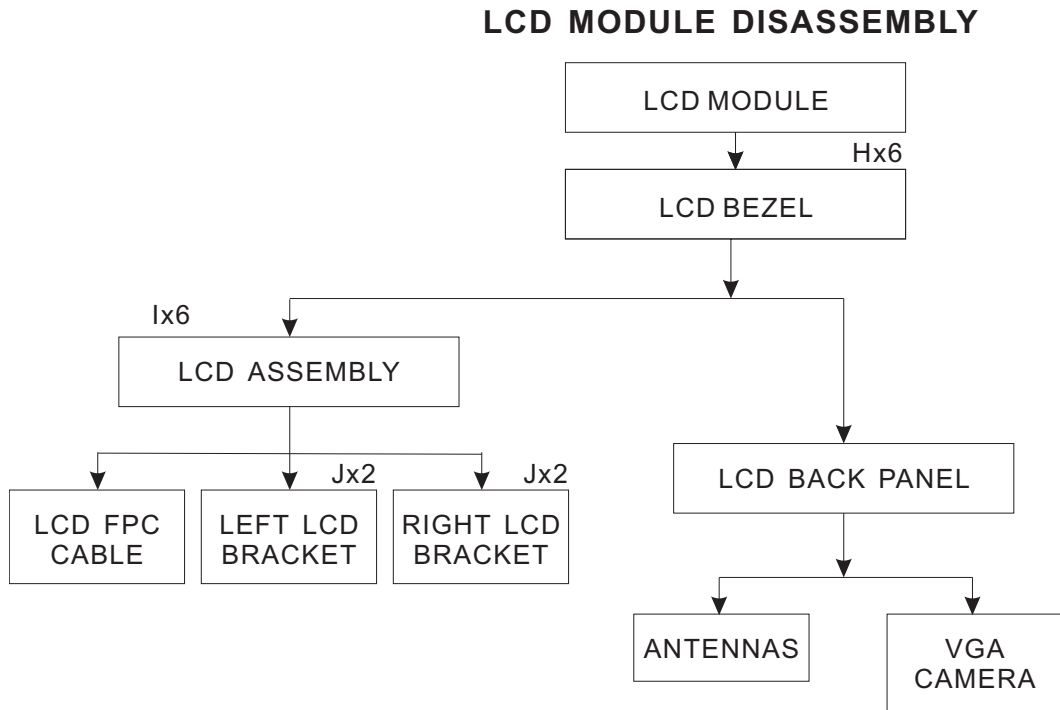 LCD MODULE DISASSEMBLY
LCD MODULE
Hx6
LCD BEZEL
Ix6
LCD ASSEMBLY
LCD BACK PANEL
Jx2
Jx2
LCD FPC
CABLE
LEFT LCD
BRACKET
RIGHT LCD
BRACKET
ANTENNAS
VGA
CAMERA